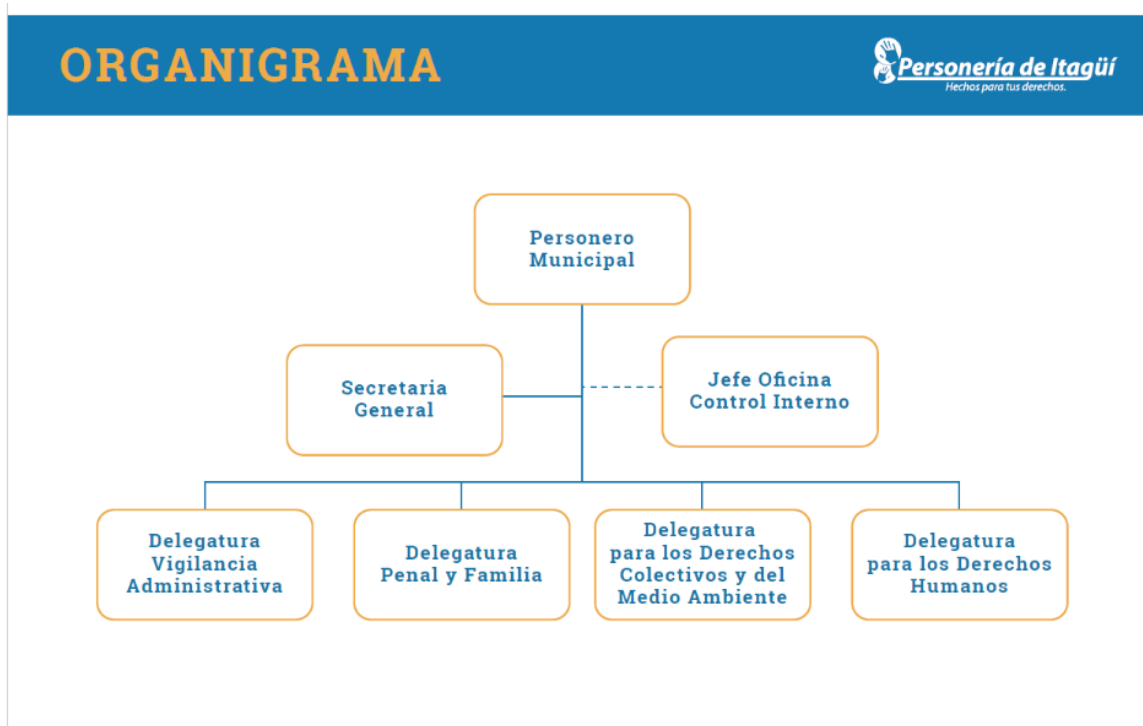 ORGANIGRAMA
Personería de Itagüí
Hechos para tus derechos.
Personero
Municipal
Secretaria
General
Jefe Oficina
Control Interno
Delegatura
Vigilancia
Administrativa
Delegatura
Penal y Familia
Delegatura
para los Derechos
Colectivos y del
Medio Ambiente
Delegatura
para los Derechos
Humanos